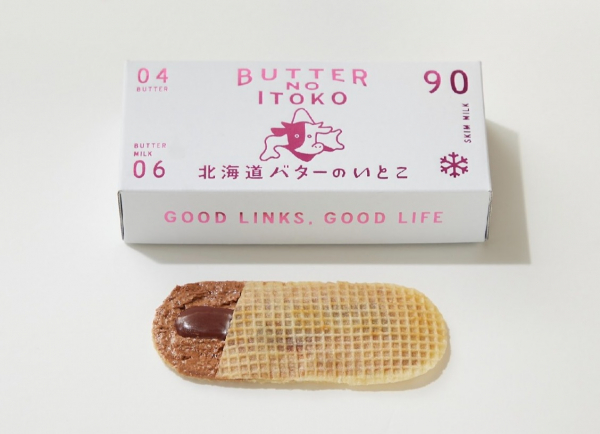 04
BUTTER
BUTTER
NO
ITOKO
90
SKIM MILK
BUTTER
MILK
06
北海道バターのいとこ
GOOD LINKS, GOOD LIFE